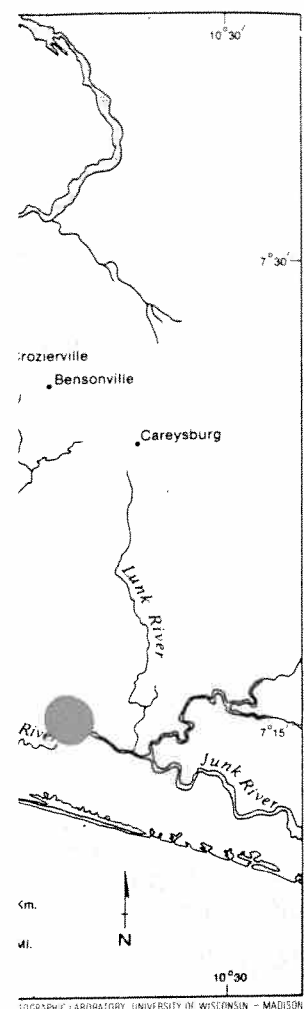 10°30′
7°30′
rozierville
Bensonville
Careysburg
Junk River
7°15
River
Junk River
Km.
Mi.
N
10°30
TOGRAPHIC LABORATORY, UNIVERSITY OF WISCONSIN – MADISON